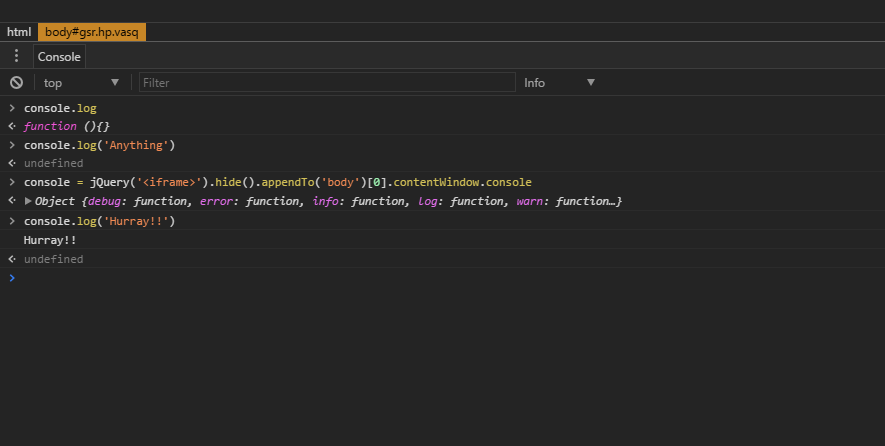 html body#gsr.hp.vasq
Console
top Filter Info
console.log
function (){}
console.log('Anything')
undefined
console = jQuery('<iframe>').hide().appendTo('body')[0].contentWindow.console
Object {debug: function, error: function, info: function, log: function, warn: function…}
console.log('Hurray!!')
Hurray!!
undefined